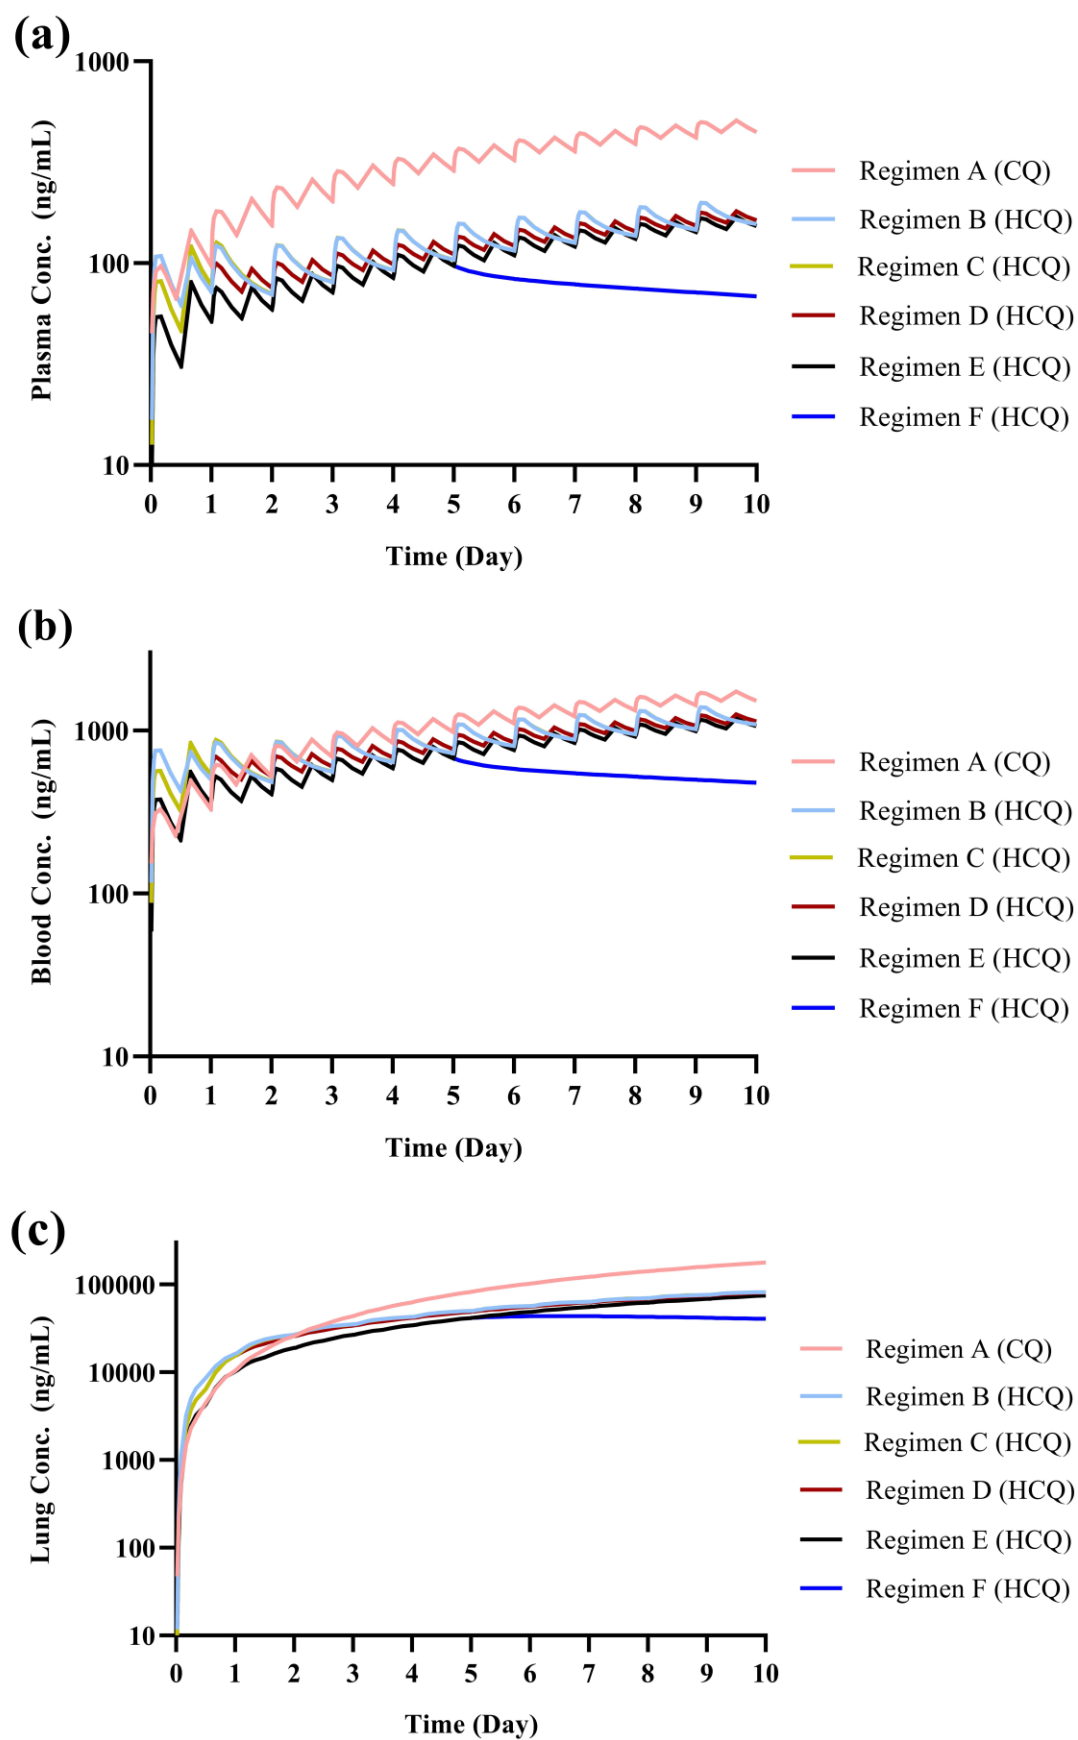 (a)
1000
100
10
Plasma Conc. (ng/mL)
0 1 2 3 4 5 6 7 8 9 10
Time (Day)
Regimen A (CQ)
Regimen B (HCQ)
Regimen C (HCQ)
Regimen D (HCQ)
Regimen E (HCQ)
Regimen F (HCQ)
(b)
1000
100
10
Blood Conc. (ng/mL)
0 1 2 3 4 5 6 7 8 9 10
Time (Day)
Regimen A (CQ)
Regimen B (HCQ)
Regimen C (HCQ)
Regimen D (HCQ)
Regimen E (HCQ)
Regimen F (HCQ)
(c)
100000
10000
1000
100
10
Lung Conc. (ng/mL)
0 1 2 3 4 5 6 7 8 9 10
Time (Day)
Regimen A (CQ)
Regimen B (HCQ)
Regimen C (HCQ)
Regimen D (HCQ)
Regimen E (HCQ)
Regimen F (HCQ)